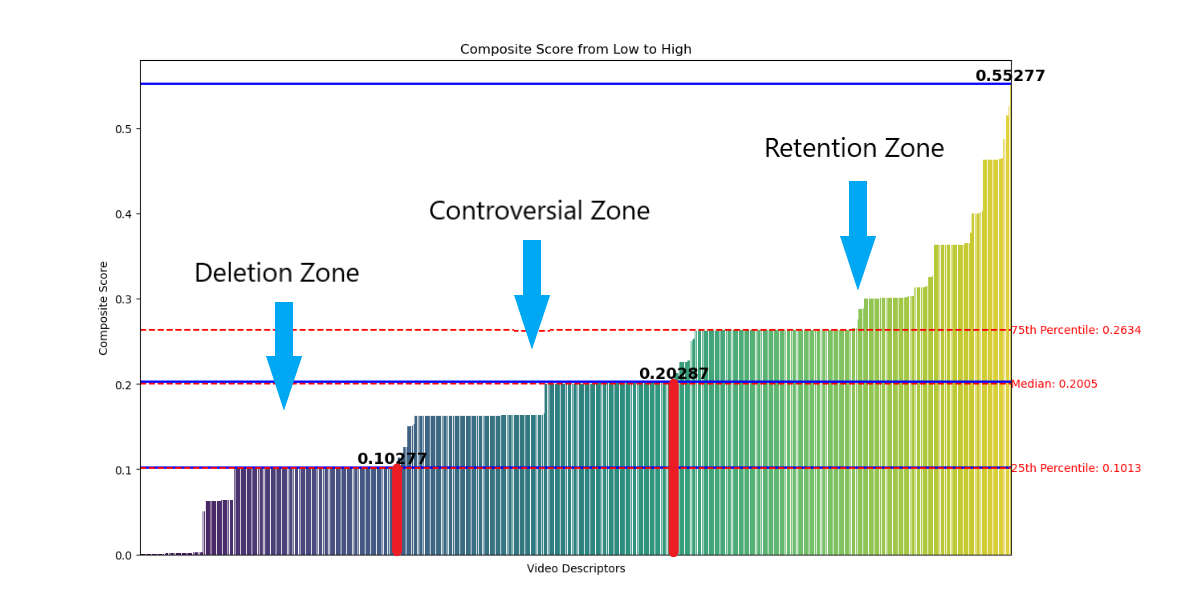 Composite Score from Low to High
0.55277
0.5
Retention Zone
0.4
Controversial Zone
Deletion Zone
0.3
Composite Score
75th Percentile: 0.2634
0.20287
0.2
Median: 0.2005
0.10277
0.1
25th Percentile: 0.1013
0.0
Video Descriptors